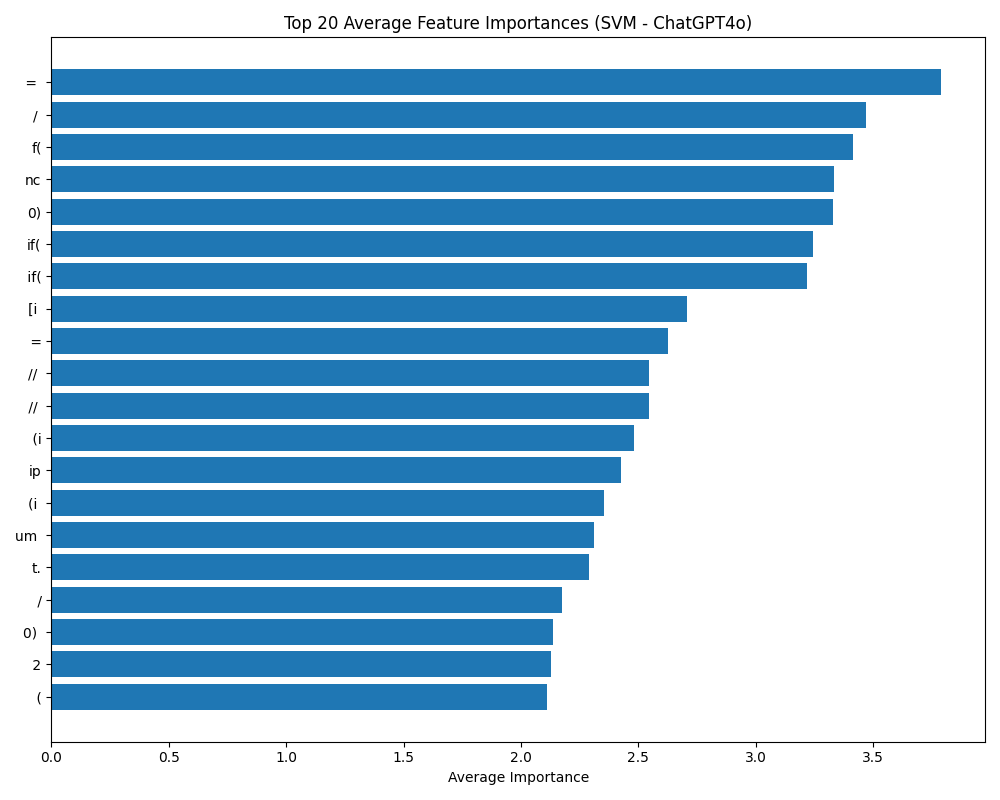 Top 20 Average Feature Importances (SVM - ChatGPT4o)
=
/
f(
nc
0)
if(
if(
[i
=
//
//
(i
ip
(i
um
t.
/
0)
2
(
0.0 0.5 1.0 1.5 2.0 2.5 3.0 3.5
Average Importance